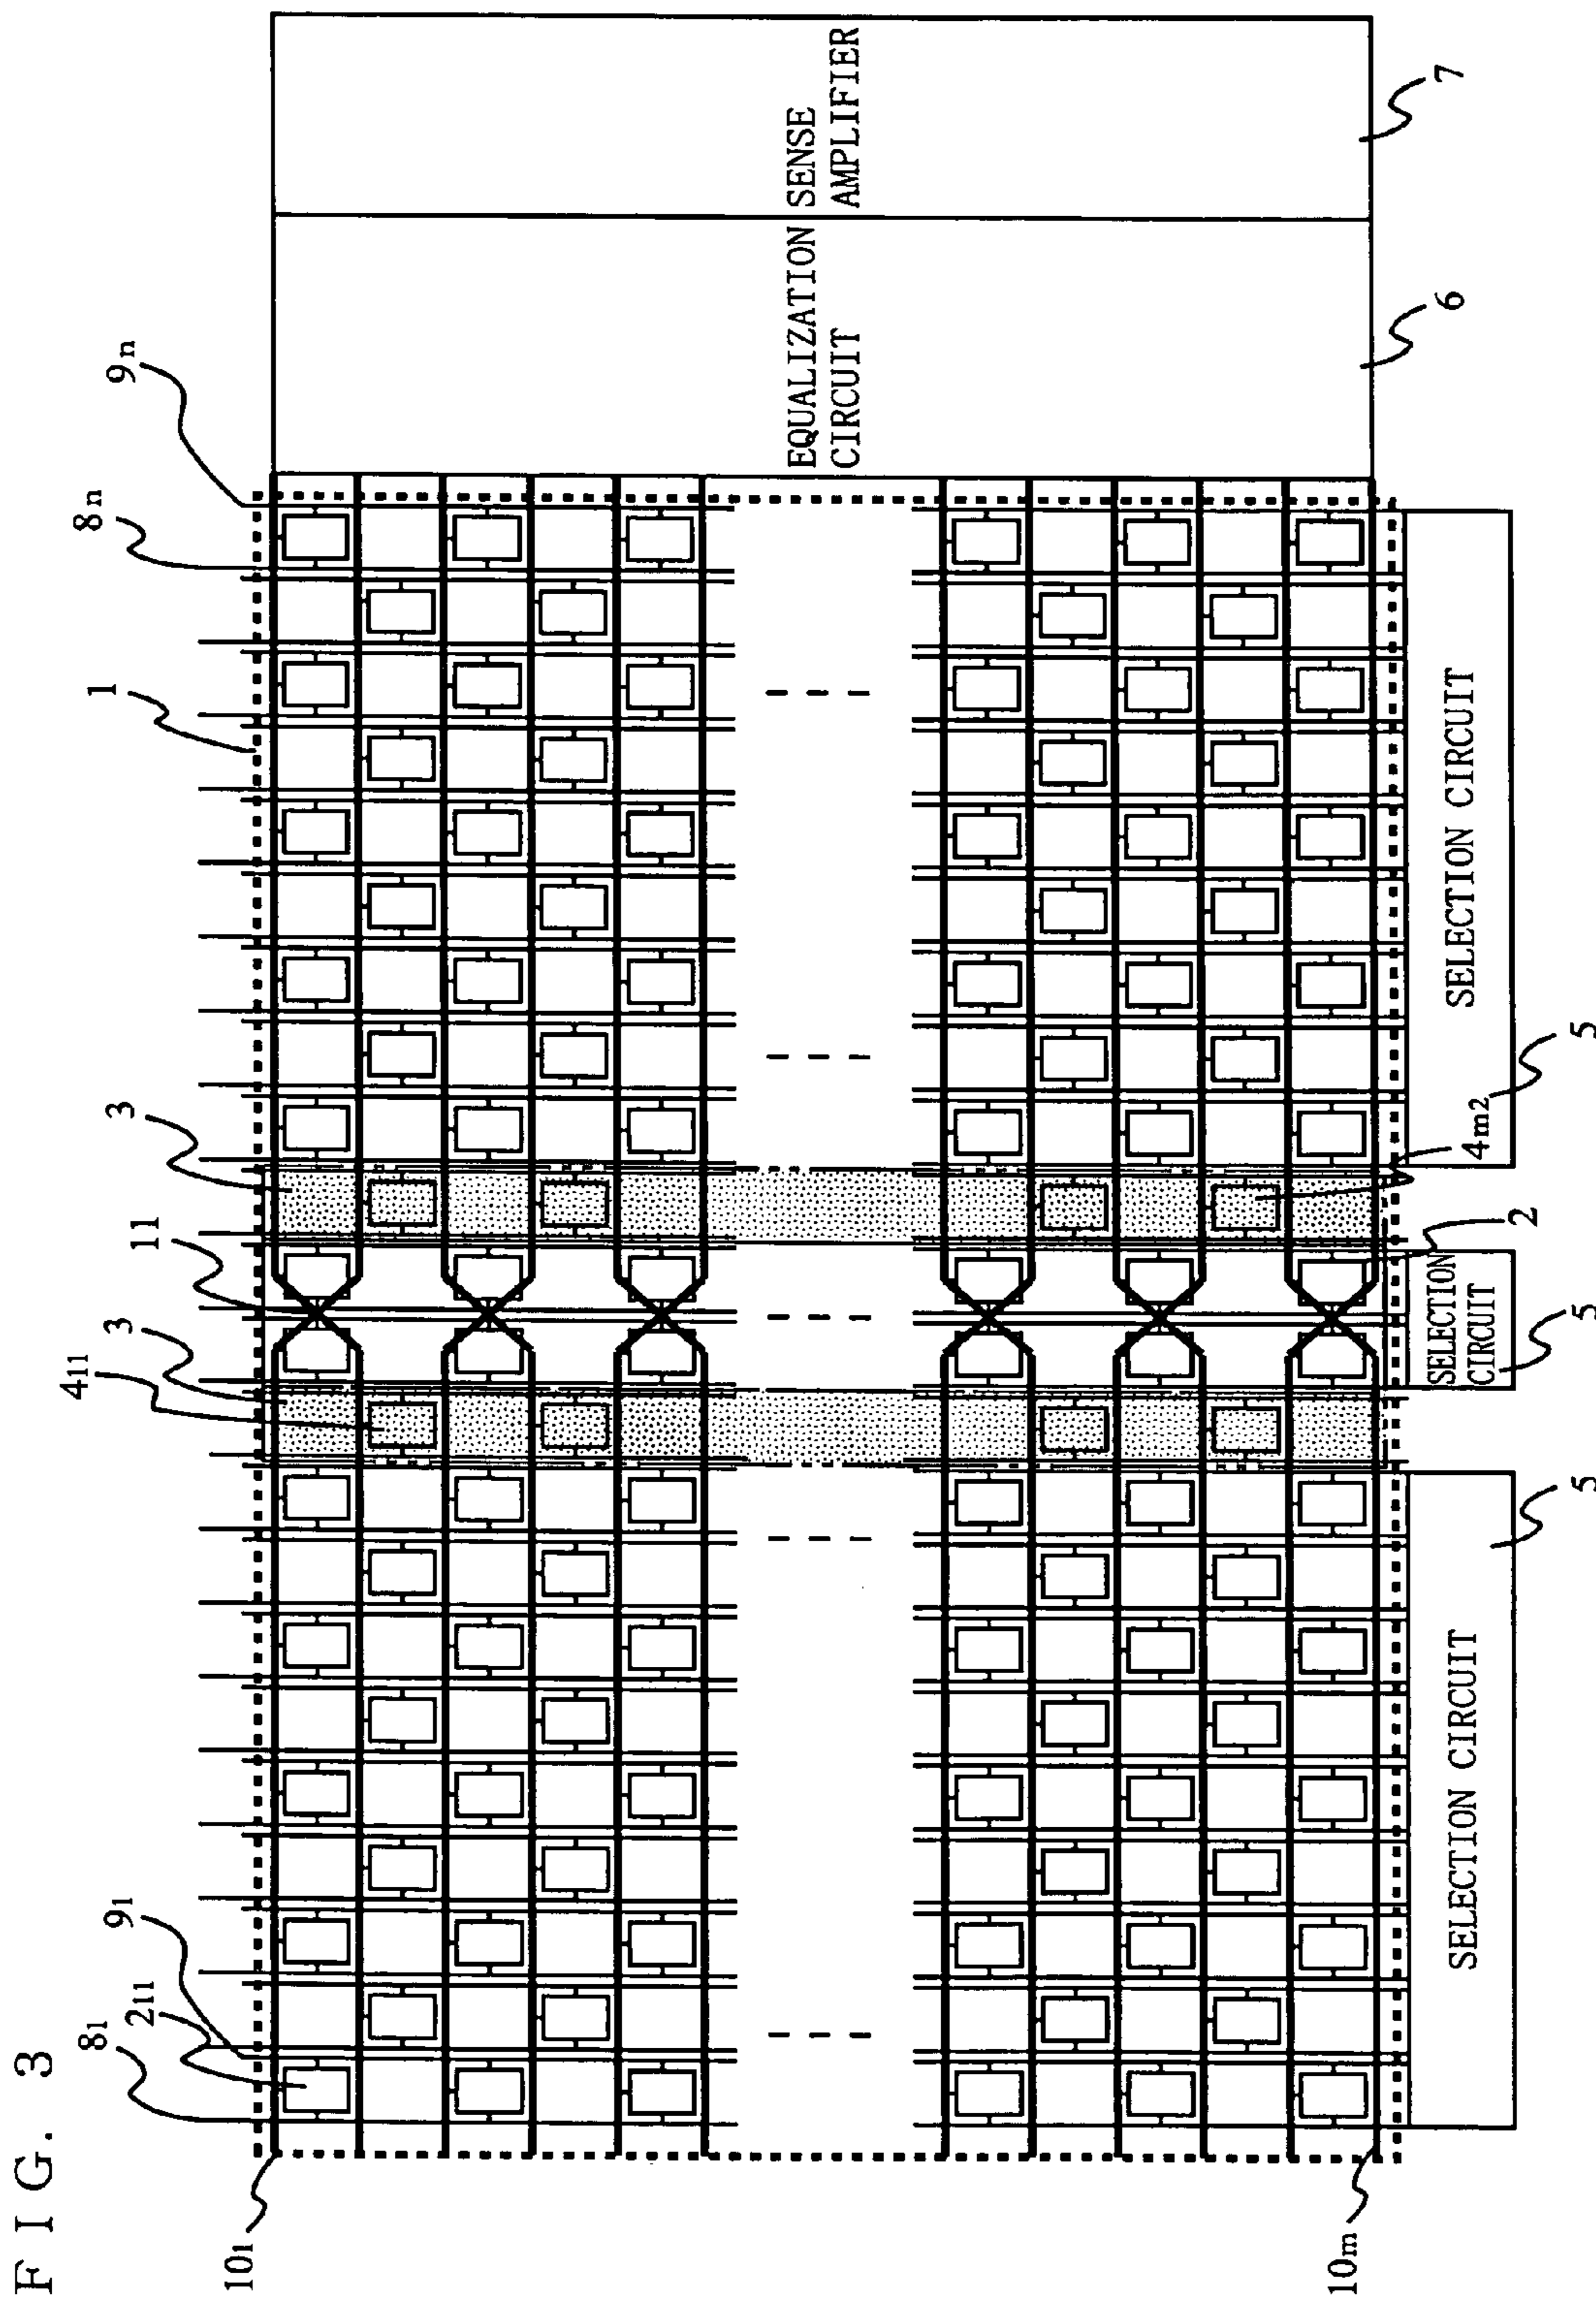 FIG. 3
10₁
8₁
2₁₁
9₁
4₁₁
3
11
3
1
8n
9n
EQUALIZATION
CIRCUIT
SENSE
AMPLIFIER
10m
SELECTION CIRCUIT
5
SELECTION
CIRCUIT
5
2
4m2
5
SELECTION CIRCUIT
6
7